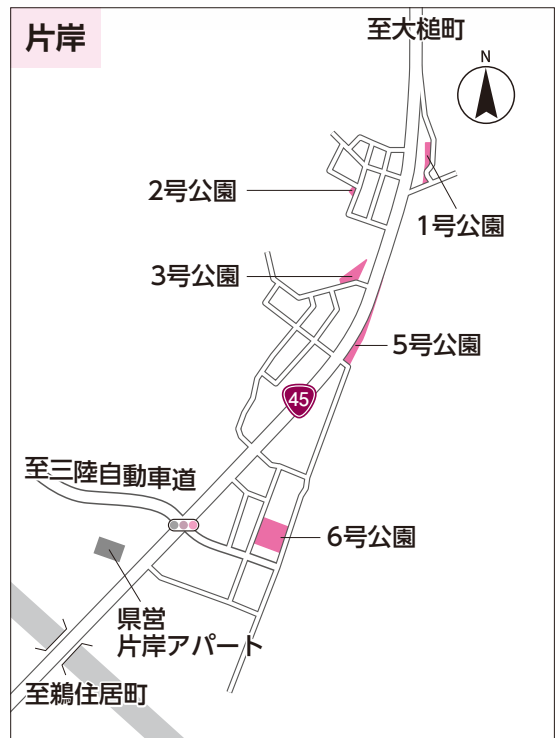 片岸
至大槌町
N
2号公園
1号公園
3号公園
5号公園
45
至三陸自動車道
6号公園
県営
片岸アパート
至鵜住居町